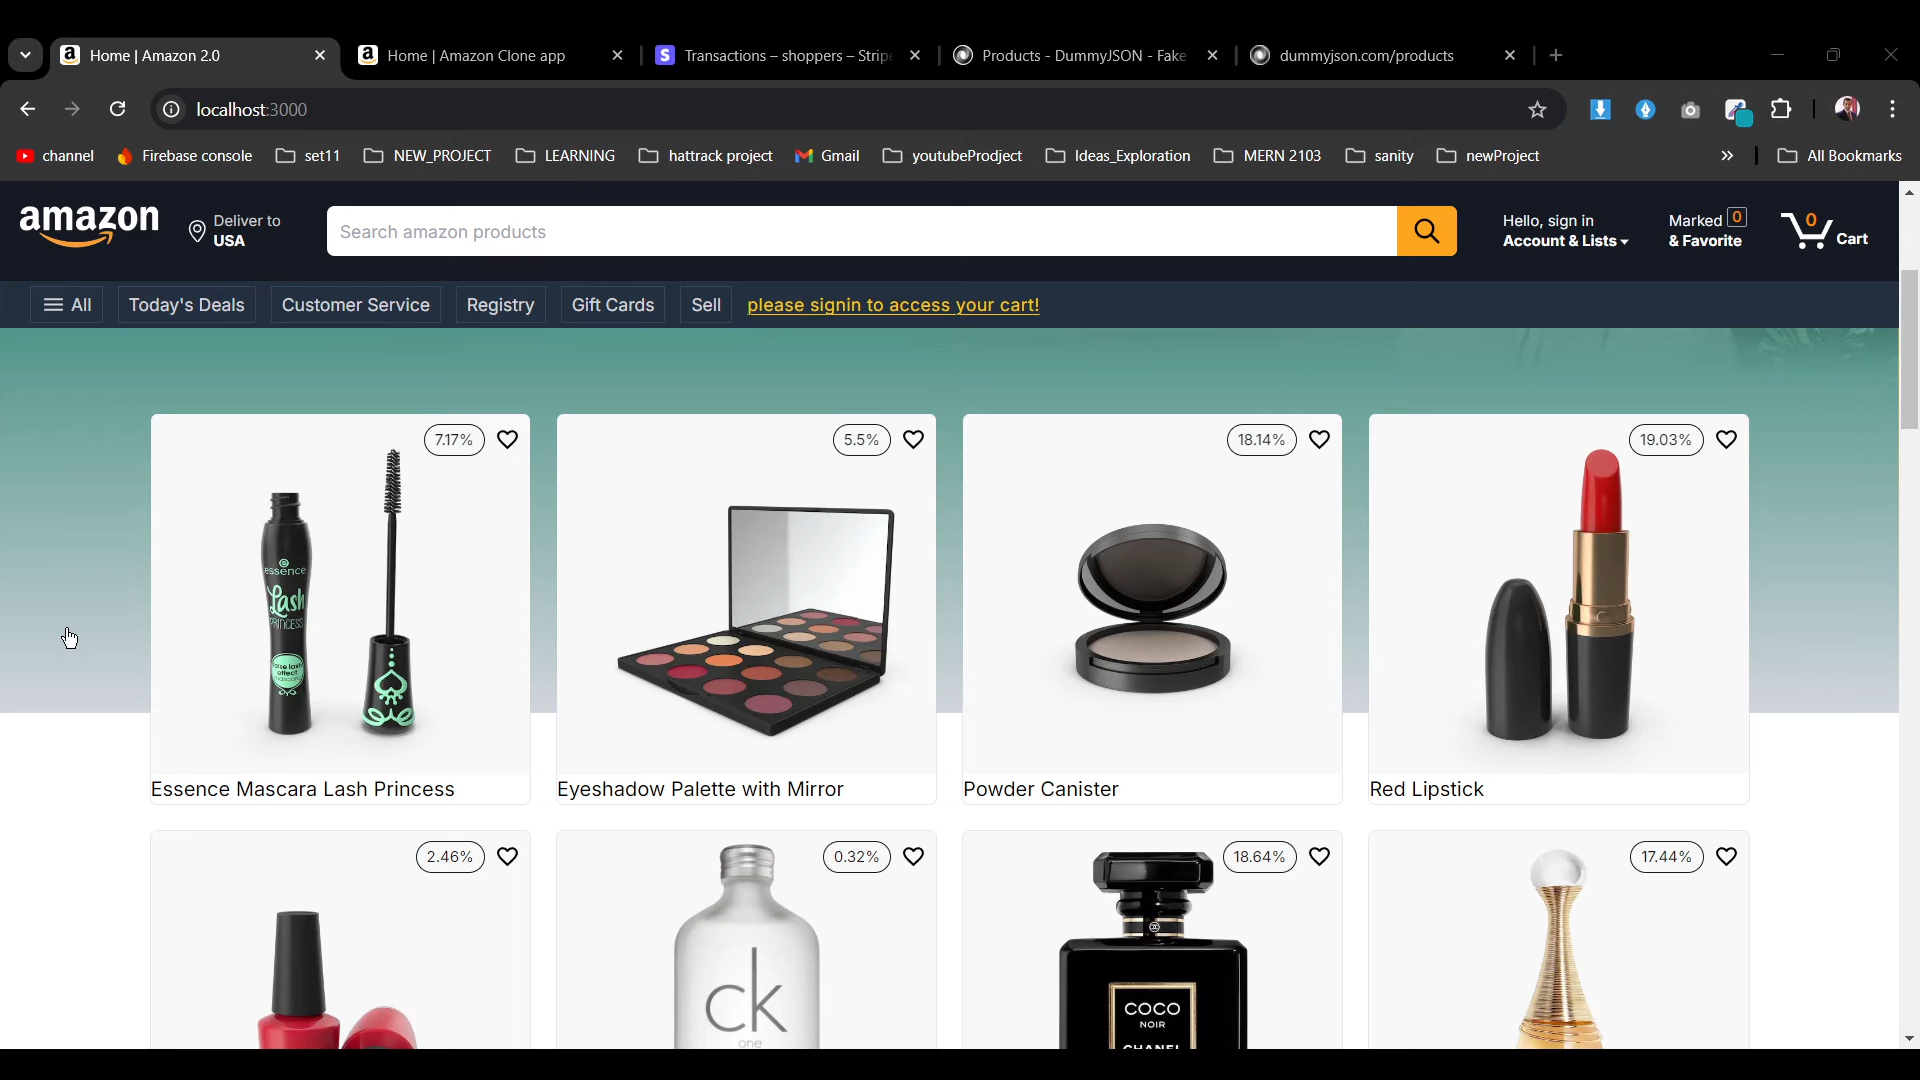 Home | Amazon 2.0
Home | Amazon Clone app
Transactions – shoppers – Stripe
Products - DummyJSON - Fake
dummyjson.com/products
localhost:3000
channel
Firebase console
set11
NEW_PROJECT
LEARNING
hattrack project
Gmail
youtubeProdject
Ideas_Exploration
MERN 2103
sanity
newProject
All Bookmarks
amazon
Deliver to
USA
Search amazon products
Hello, sign in
Account & Lists
Marked 0
& Favorite
0
Cart
All
Today's Deals
Customer Service
Registry
Gift Cards
Sell
please signin to access your cart!
7.17%
5.5%
18.14%
19.03%
essence
Lash
PRINCESS
false lash
effect
mascara
Essence Mascara Lash Princess
Eyeshadow Palette with Mirror
Powder Canister
Red Lipstick
2.46%
0.32%
18.64%
17.44%
ck
one
COCO
NOIR
CHANEL